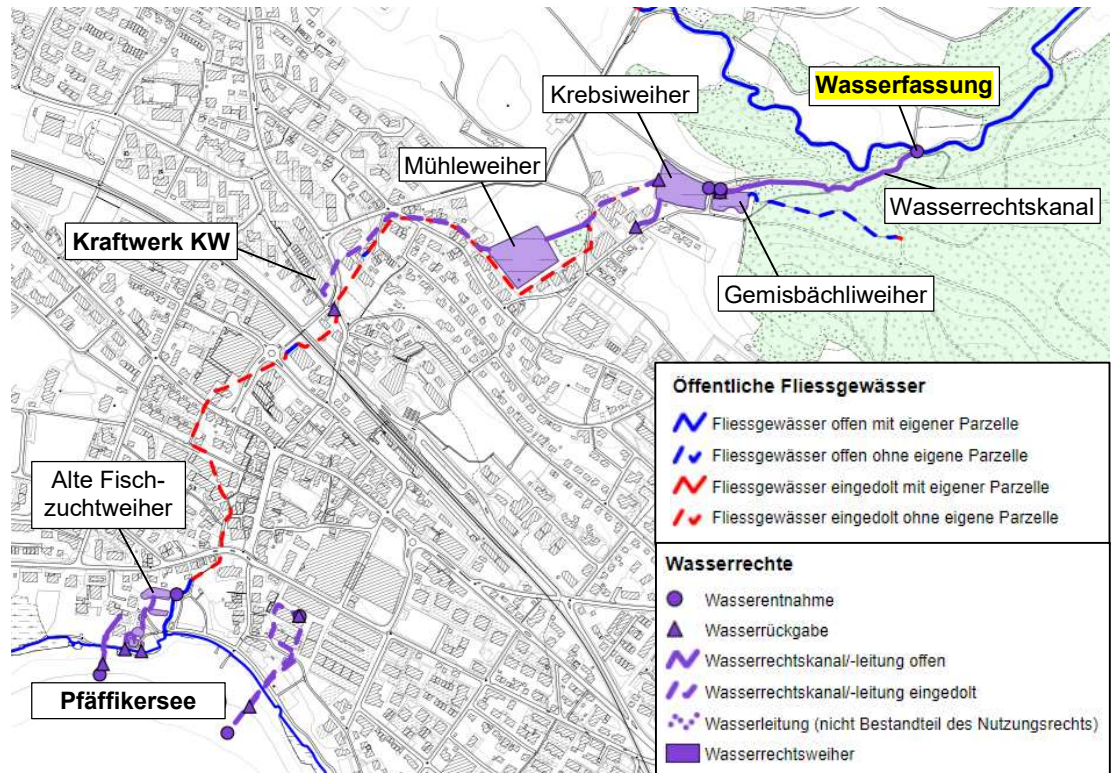 Wasserfassung
Krebsiweiher
Mühleweiher
Wasserrechtskanal
Kraftwerk KW
Gemisbächliweiher
Öffentliche Fliessgewässer
Fliessgewässer offen mit eigener Parzelle
Fliessgewässer offen ohne eigene Parzelle
Fliessgewässer eingedolt mit eigener Parzelle
Fliessgewässer eingedolt ohne eigene Parzelle
Alte Fisch-
zuchtweiher
Pfäffikersee
Wasserrechte
Wasserentnahme
Wasserrückgabe
Wasserrechtskanal/-leitung offen
Wasserrechtskanal/-leitung eingedolt
Wasserleitung (nicht Bestandteil des Nutzungsrechts)
Wasserrechtsweiher